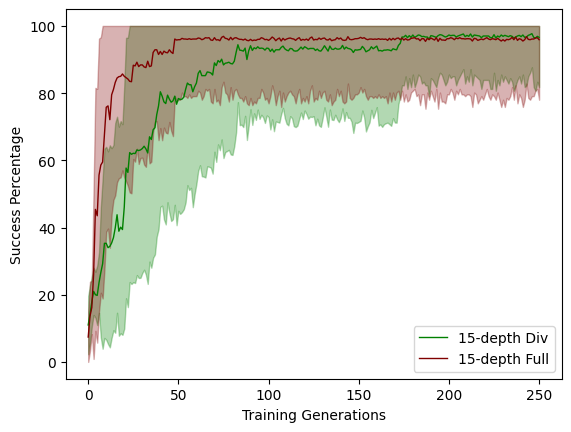 100
80
60
40
20
0
Success Percentage
15-depth Div
15-depth Full
0 50 100 150 200 250
Training Generations